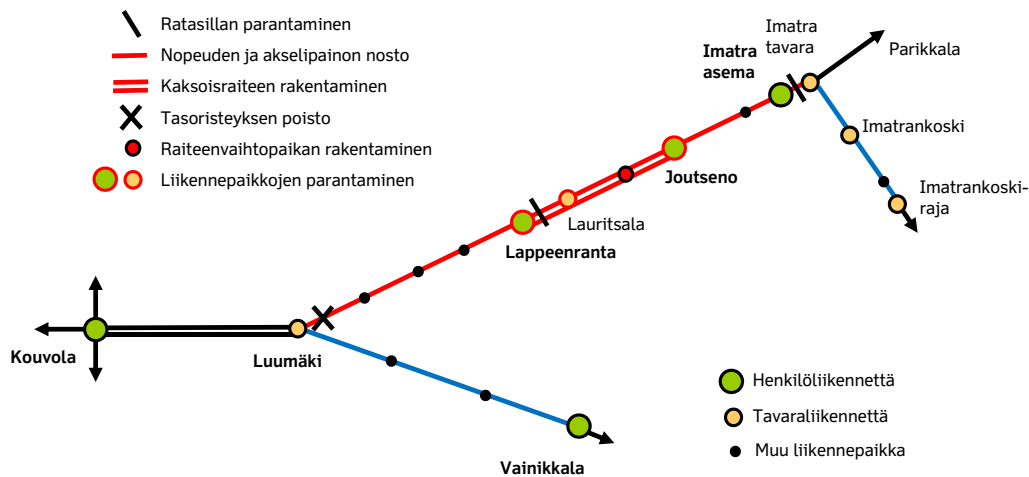 Ratasillan parantaminen
Nopeuden ja akselipainon nosto
Kaksoisraiteen rakentaminen
Tasoristeyksen poisto
Raiteenvaihtopaikan rakentaminen
Liikennepaikkojen parantaminen
Imatra
tavara
Imatra
asema
Parikkala
Imatrankoski
Imatrankoski-
raja
Joutseno
Lauritsala
Lappeenranta
Kouvola
Luumäki
Vainikkala
Henkilöliikennettä
Tavaraliikennettä
Muu liikennepaikka